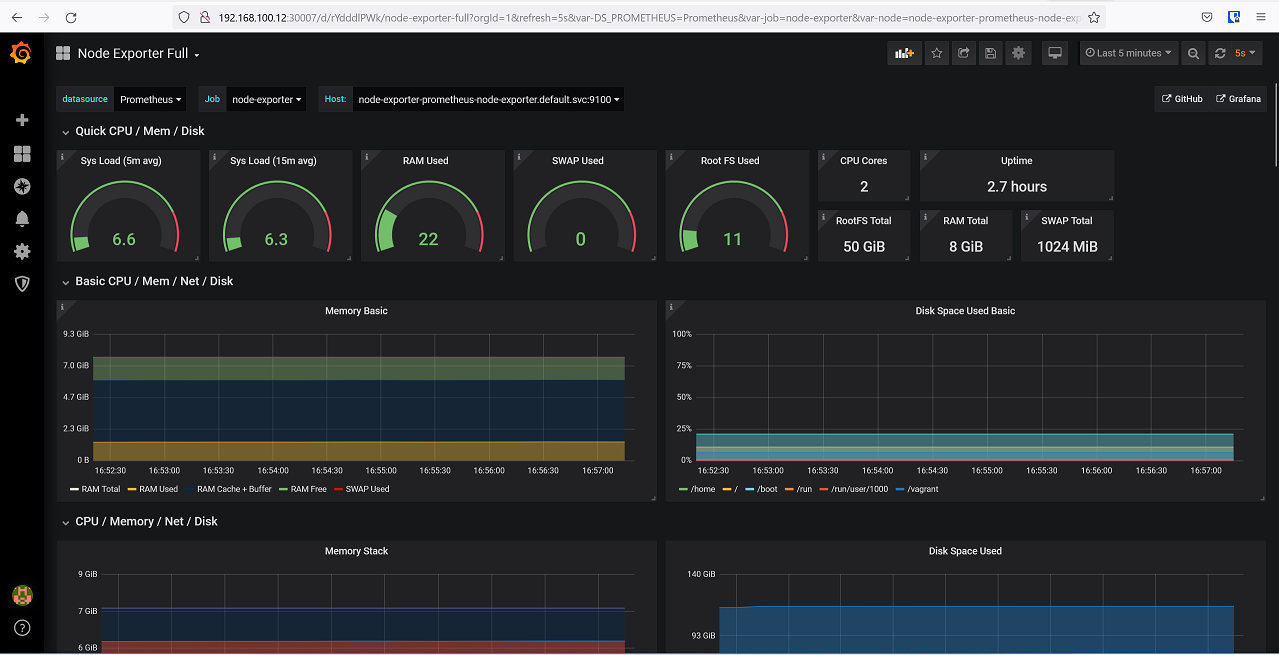 192.168.100.12:30007/d/rYdddlPWk/node-exporter-full?orgId=1&refresh=5s&var-DS_PROMETHEUS=Prometheus&var-job=node-exporter&var-node=node-exporter-prometheus-node-exp
Node Exporter Full
Last 5 minutes
5s
datasource Prometheus
Job node-exporter
Host: node-exporter-prometheus-node-exporter.default.svc:9100
GitHub
Grafana
Quick CPU / Mem / Disk
Sys Load (5m avg)
6.6
Sys Load (15m avg)
6.3
RAM Used
22
SWAP Used
0
Root FS Used
11
CPU Cores
2
Uptime
2.7 hours
RootFS Total
50 GiB
RAM Total
8 GiB
SWAP Total
1024 MiB
Basic CPU / Mem / Net / Disk
Memory Basic
9.3 GiB
7.0 GiB
4.7 GiB
2.3 GiB
0 B
16:52:30 16:53:00 16:53:30 16:54:00 16:54:30 16:55:00 16:55:30 16:56:00 16:56:30 16:57:00
RAM Total RAM Used RAM Cache + Buffer RAM Free SWAP Used
Disk Space Used Basic
100%
75%
50%
25%
0%
16:52:30 16:53:00 16:53:30 16:54:00 16:54:30 16:55:00 16:55:30 16:56:00 16:56:30 16:57:00
/home / /boot /run /run/user/1000 /vagrant
CPU / Memory / Net / Disk
Memory Stack
9 GiB
7 GiB
6 GiB
Disk Space Used
140 GiB
93 GiB